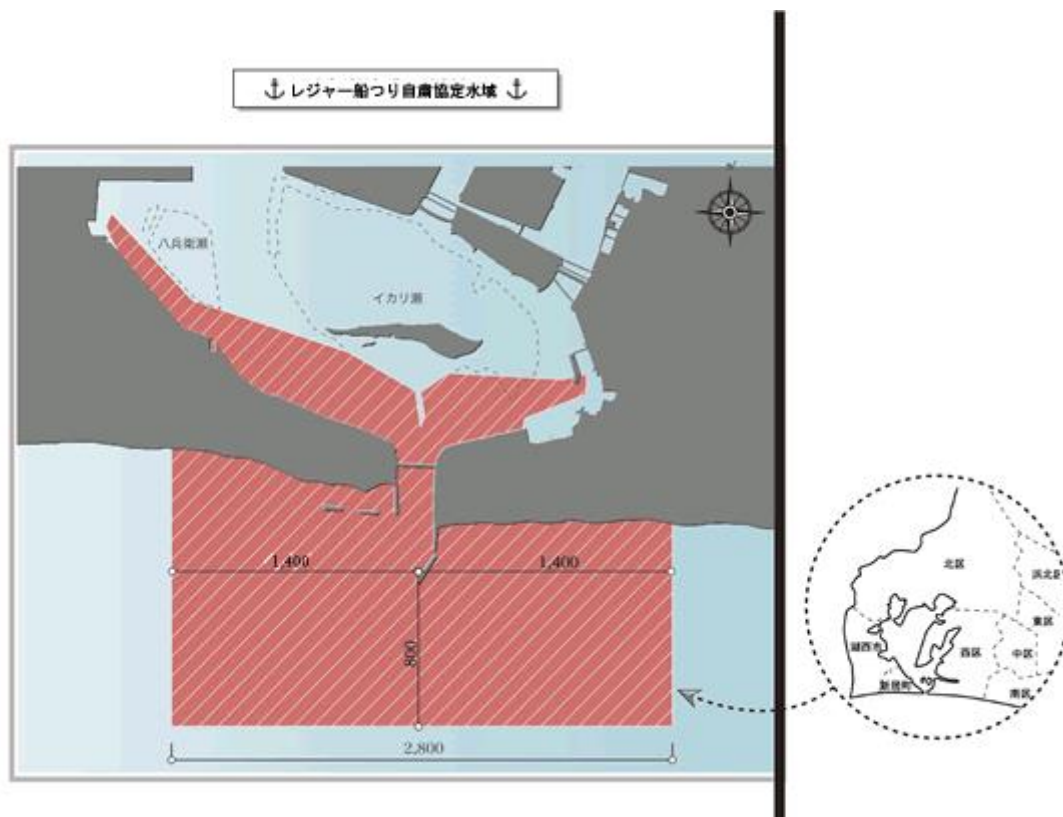 レジャー船つり自粛協定水域
八兵衛瀬
イカリ瀬
1,400
1,400
800
2,800
北区
浜北区
東区
湖西市
西区
中区
新居町
南区